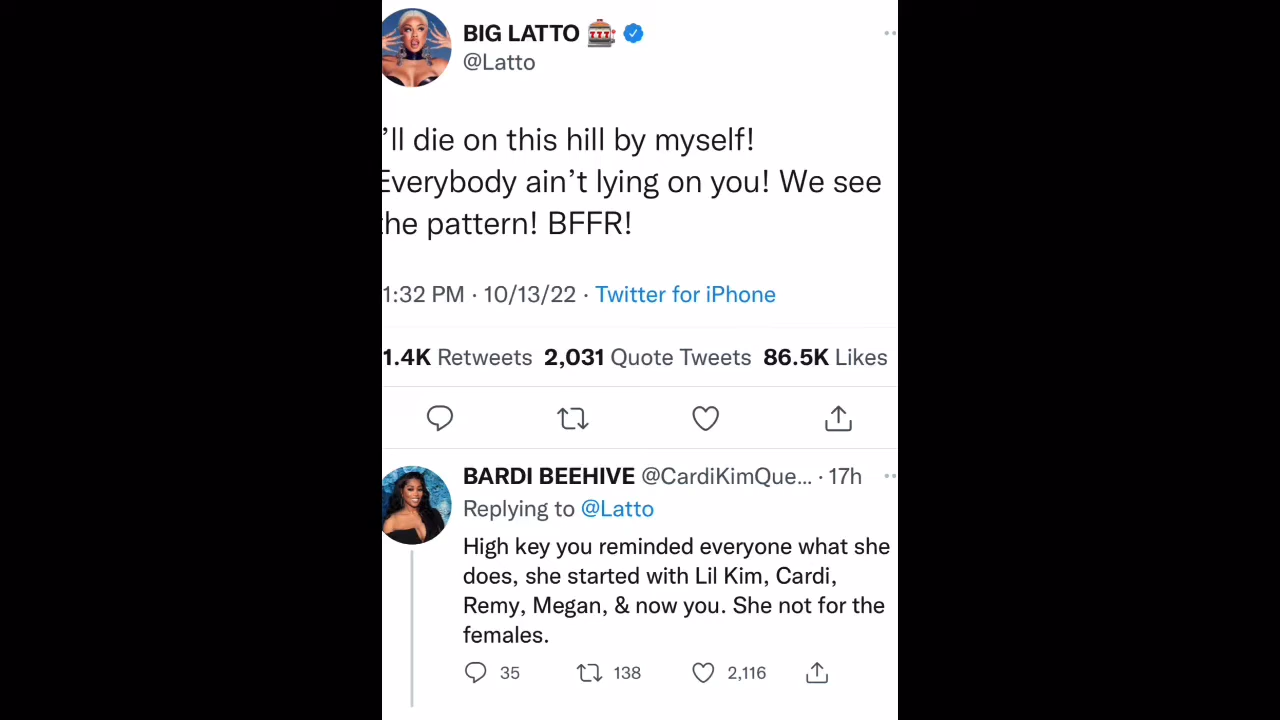 BIG LATTO
@Latto
’ll die on this hill by myself!
Everybody ain’t lying on you! We see
the pattern! BFFR!
1:32 PM · 10/13/22 · Twitter for iPhone
1.4K Retweets 2,031 Quote Tweets 86.5K Likes
BARDI BEEHIVE @CardiKimQue... · 17h
Replying to @Latto
High key you reminded everyone what she
does, she started with Lil Kim, Cardi,
Remy, Megan, & now you. She not for the
females.
35 138 2,116